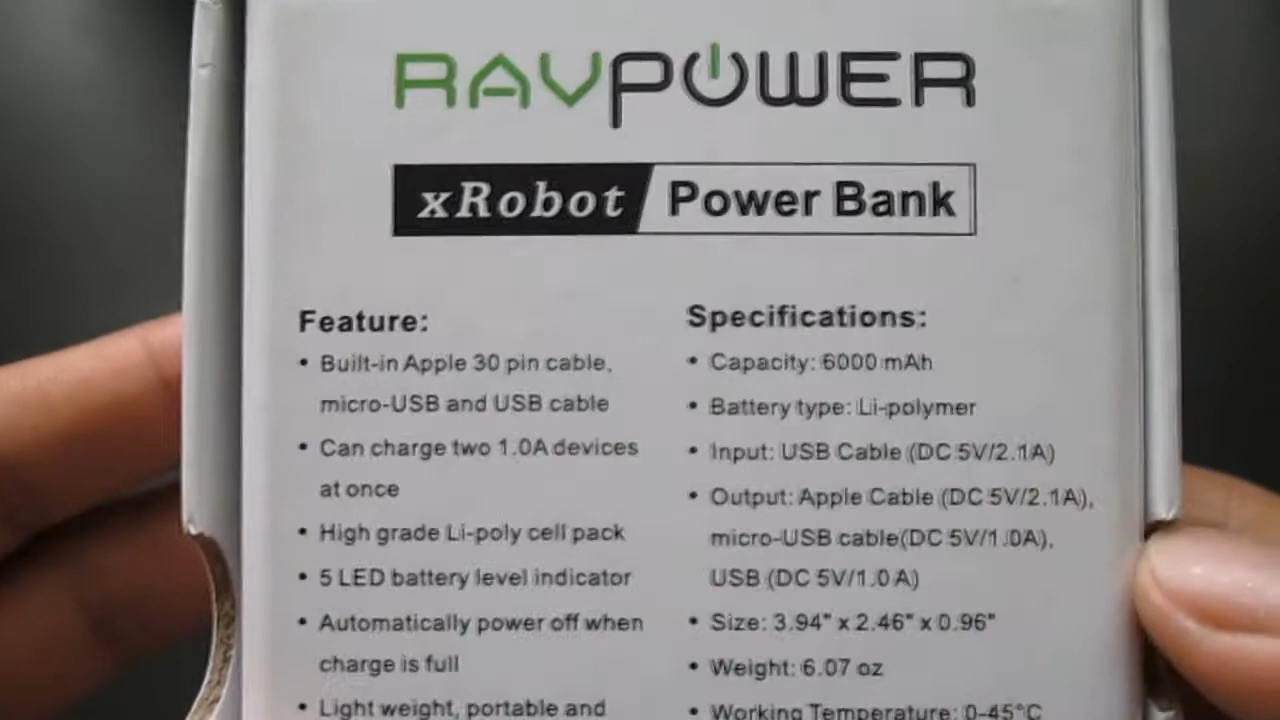 RAVPOWER
xRobot Power Bank
Feature:
• Built-in Apple 30 pin cable,
micro-USB and USB cable
• Can charge two 1.0A devices
at once
• High grade Li-poly cell pack
• 5 LED battery level indicator
• Automatically power off when
charge is full
• Light weight, portable and
Specifications:
• Capacity: 6000 mAh
• Battery type: Li-polymer
• Input: USB Cable (DC 5V/2.1A)
• Output: Apple Cable (DC 5V/2.1A),
micro-USB cable(DC 5V/1.0A),
USB (DC 5V/1.0A)
• Size: 3.94" x 2.46" x 0.96"
• Weight: 6.07 oz
• Working Temperature: 0-45°C